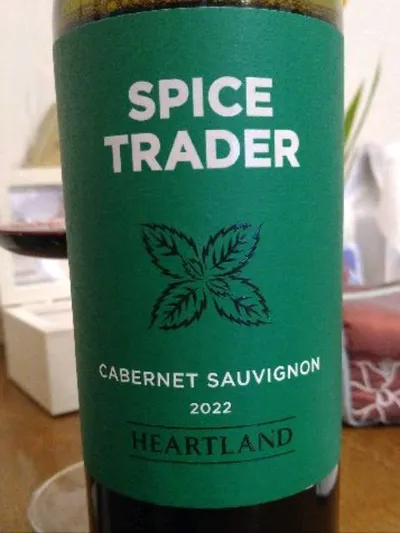 SPICE
TRADER
CABERNET SAUVIGNON
2022
HEARTLAND